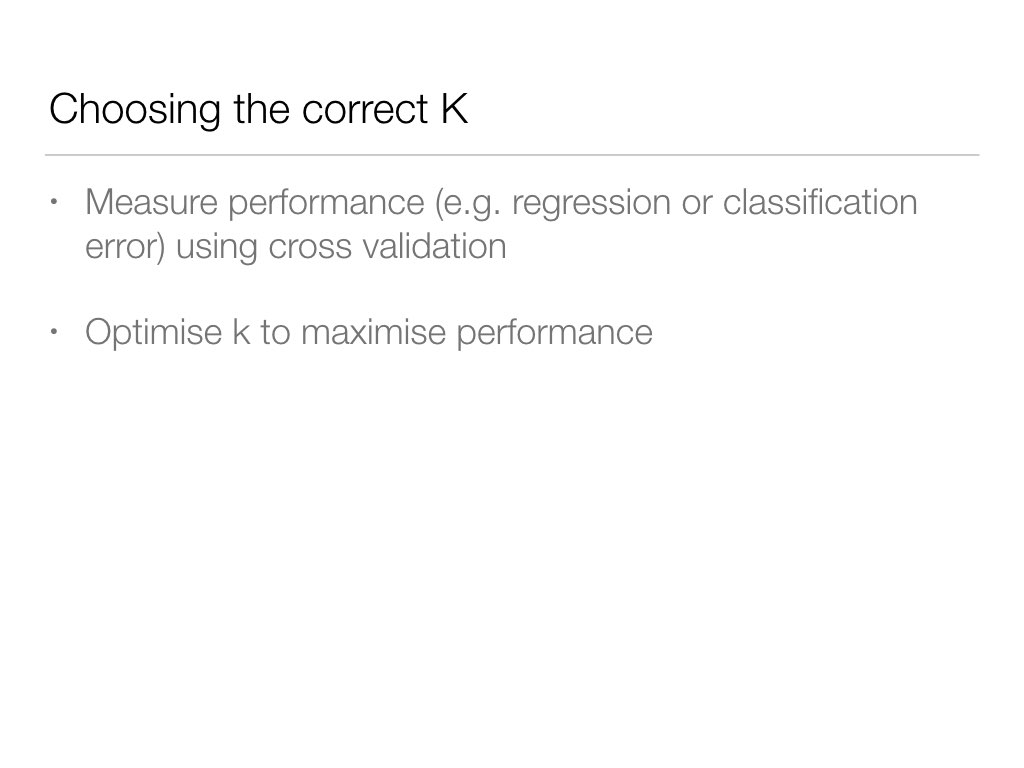 Choosing the correct K
• Measure performance (e.g. regression or classification
error) using cross validation
• Optimise k to maximise performance